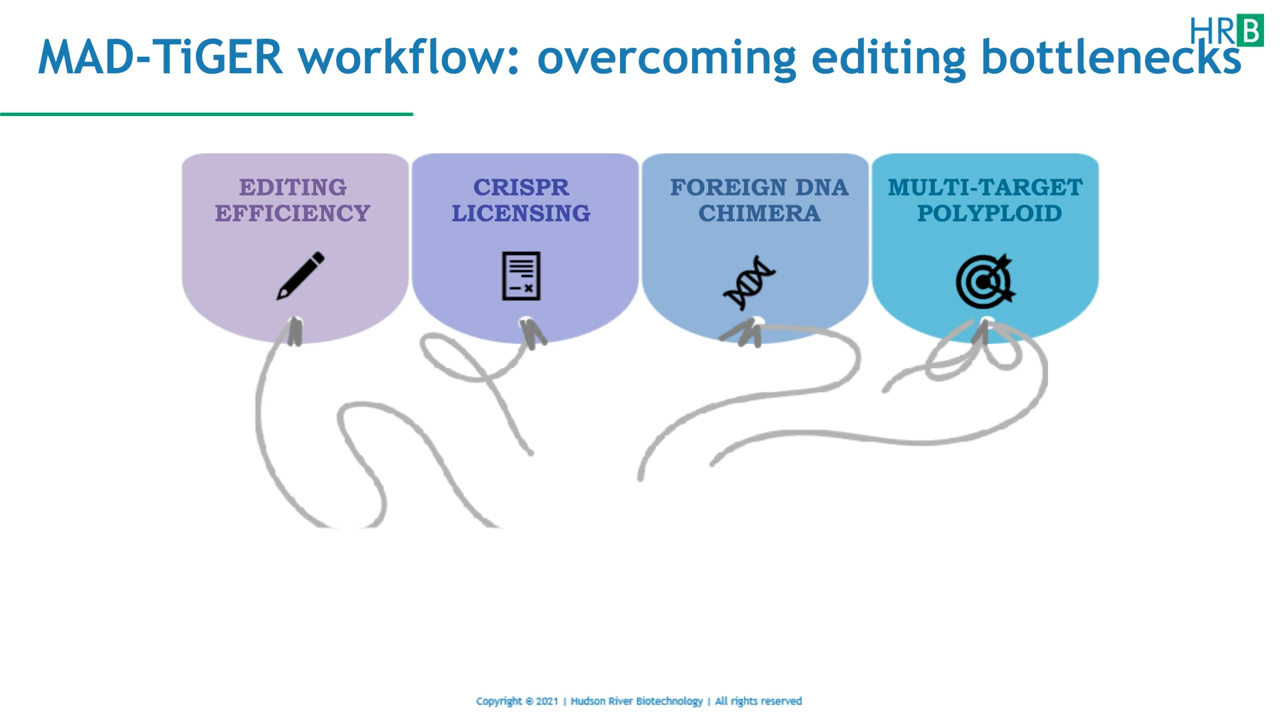 HRB
MAD-TiGER workflow: overcoming editing bottlenecks
EDITING
EFFICIENCY
CRISPR
LICENSING
FOREIGN DNA
CHIMERA
MULTI-TARGET
POLYPLOID
Copyright © 2021 | Hudson River Biotechnology | All rights reserved